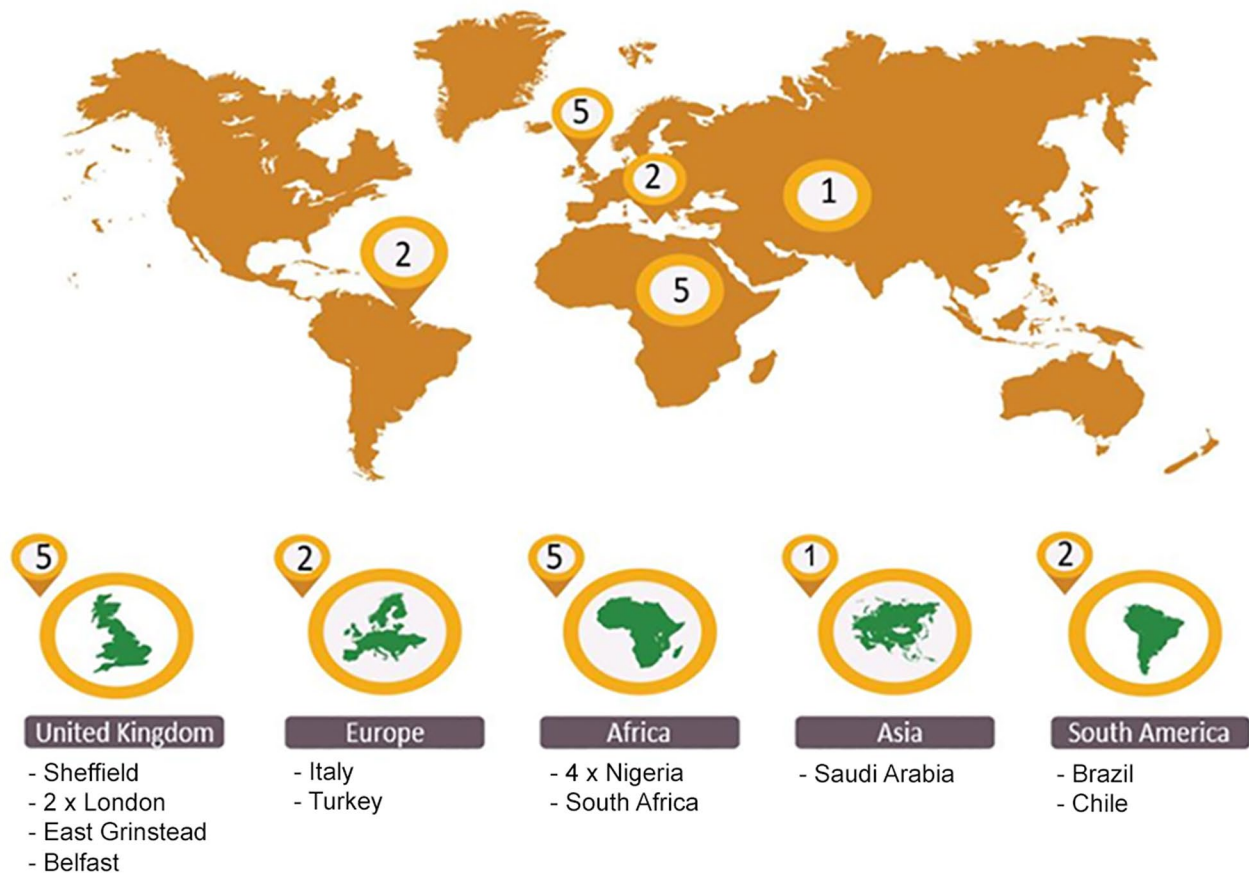 5
2
1
2
5
5
United Kingdom
- Sheffield
- 2 x London
- East Grinstead
- Belfast
2
Europe
- Italy
- Turkey
5
Africa
- 4 x Nigeria
- South Africa
1
Asia
- Saudi Arabia
2
South America
- Brazil
- Chile